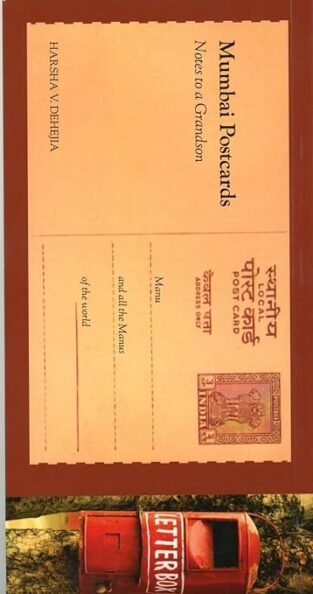 Mumbai Postcards
Notes to a Grandson
HARSHA V. DEHEJIA
स्थानीय
LOCAL
पोस्ट कार्ड
POST CARD
केवल पता
ADDRESS ONLY
INDIA
Manu
and all the Manus
of the world
LETTER BOX